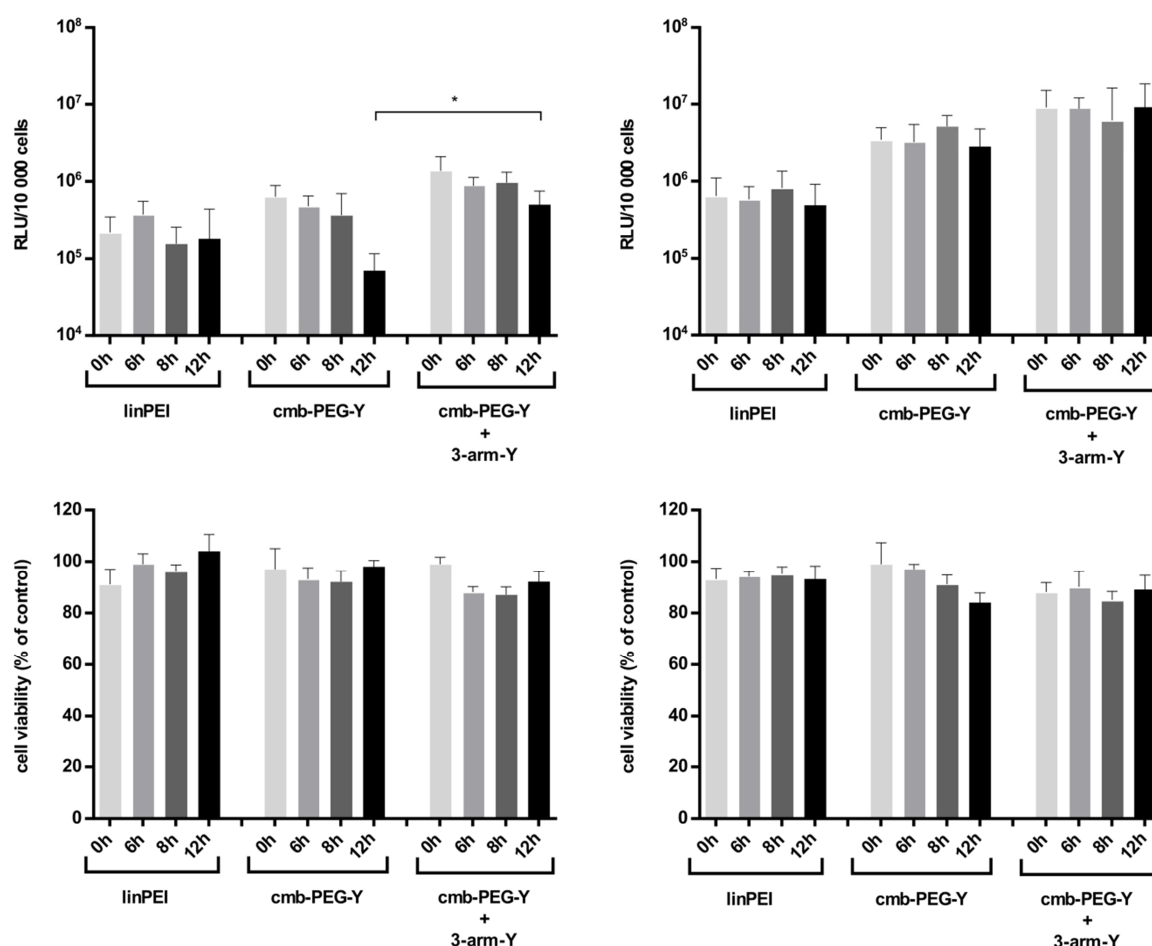 RLU/10 000 cells
10⁸
10⁷
10⁶
10⁵
10⁴
*
0h 6h 8h 12h 0h 6h 8h 12h 0h 6h 8h 12h
linPEI cmb-PEG-Y cmb-PEG-Y
+
3-arm-Y
RLU/10 000 cells
10⁸
10⁷
10⁶
10⁵
10⁴
0h 6h 8h 12h 0h 6h 8h 12h 0h 6h 8h 12h
linPEI cmb-PEG-Y cmb-PEG-Y
+
3-arm-Y
cell viability (% of control)
120
100
80
60
40
20
0
0h 6h 8h 12h 0h 6h 8h 12h 0h 6h 8h 12h
linPEI cmb-PEG-Y cmb-PEG-Y
+
3-arm-Y
cell viability (% of control)
120
100
80
60
40
20
0
0h 6h 8h 12h 0h 6h 8h 12h 0h 6h 8h 12h
linPEI cmb-PEG-Y cmb-PEG-Y
+
3-arm-Y